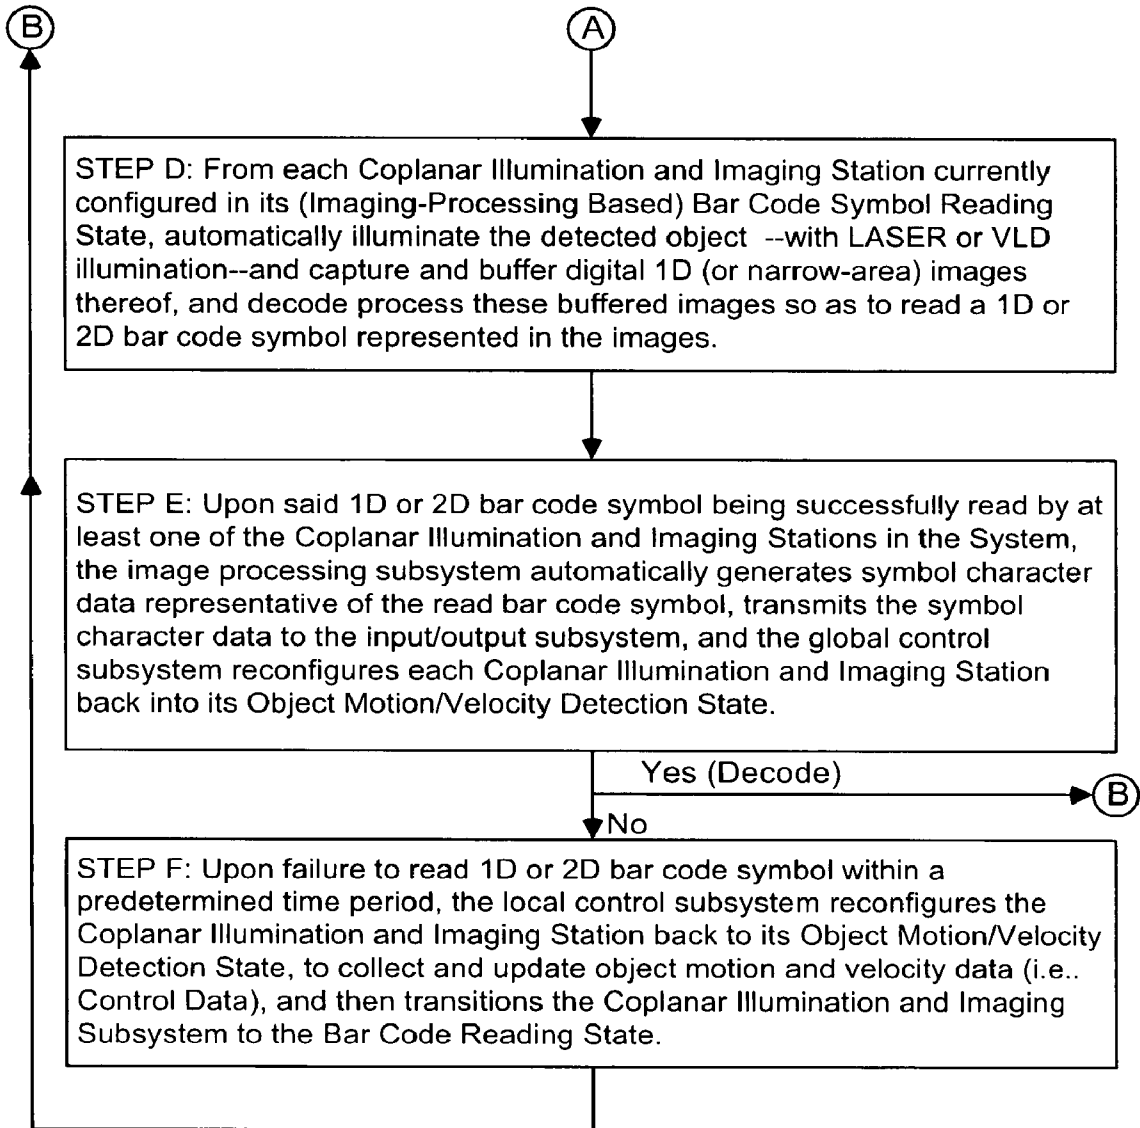 B
A
STEP D: From each Coplanar Illumination and Imaging Station currently
configured in its (Imaging-Processing Based) Bar Code Symbol Reading
State, automatically illuminate the detected object --with LASER or VLD
illumination--and capture and buffer digital 1D (or narrow-area) images
thereof, and decode process these buffered images so as to read a 1D or
2D bar code symbol represented in the images.
STEP E: Upon said 1D or 2D bar code symbol being successfully read by at
least one of the Coplanar Illumination and Imaging Stations in the System,
the image processing subsystem automatically generates symbol character
data representative of the read bar code symbol, transmits the symbol
character data to the input/output subsystem, and the global control
subsystem reconfigures each Coplanar Illumination and Imaging Station
back into its Object Motion/Velocity Detection State.
Yes (Decode)
B
No
STEP F: Upon failure to read 1D or 2D bar code symbol within a
predetermined time period, the local control subsystem reconfigures the
Coplanar Illumination and Imaging Station back to its Object Motion/Velocity
Detection State, to collect and update object motion and velocity data (i.e..
Control Data), and then transitions the Coplanar Illumination and Imaging
Subsystem to the Bar Code Reading State.